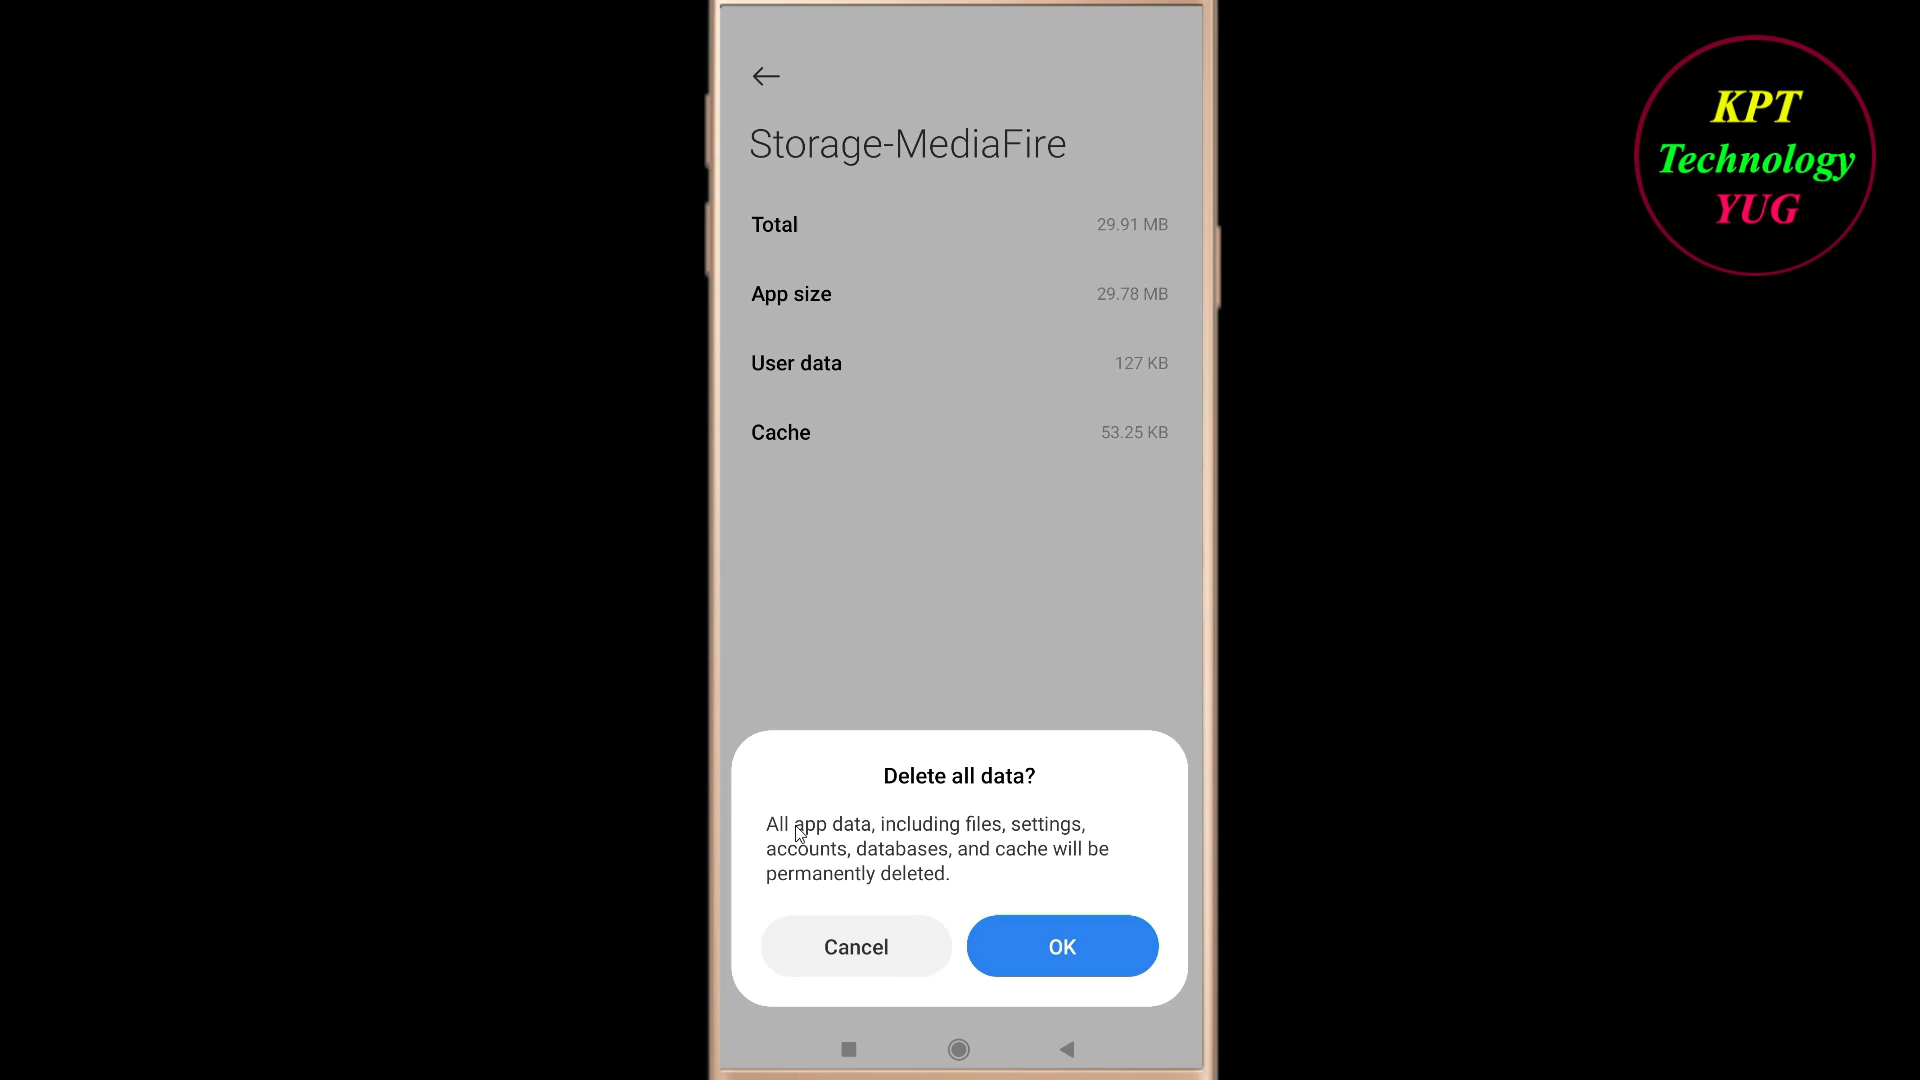 Storage-MediaFire
Total 29.91 MB
App size 29.78 MB
User data 127 KB
Cache 53.25 KB
Delete all data?
All app data, including files, settings,
accounts, databases, and cache will be
permanently deleted.
Cancel OK
KPT
Technology
YUG